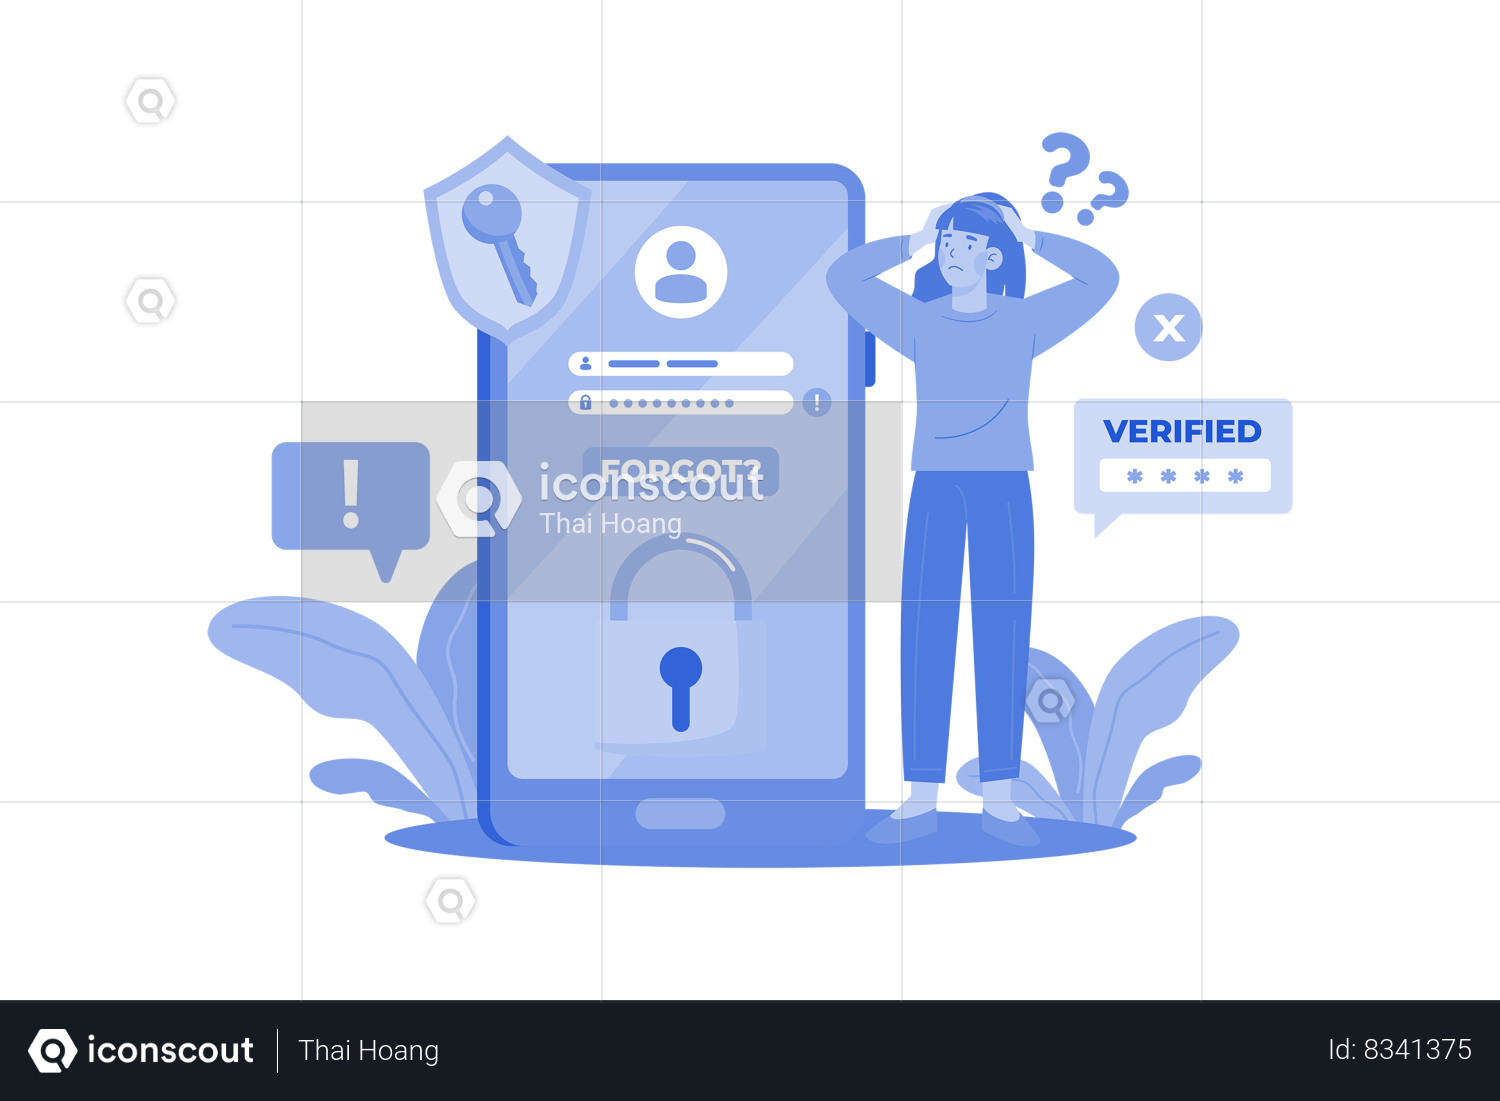 ? ?
X
!
VERIFIED
* * * *
!
FORGOT?
iconscout
Thai Hoang
iconscout
Thai Hoang
Id: 8341375